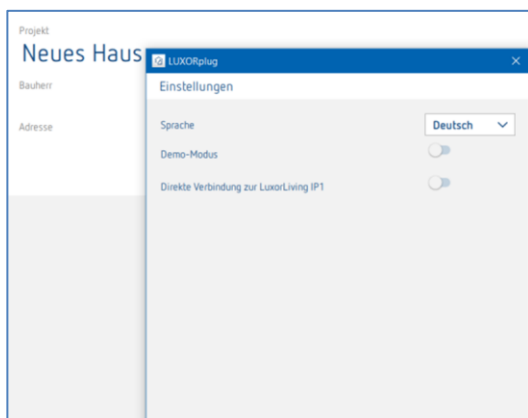 Projekt
Neues Haus
Bauherr
Adresse
LUXORplug
Einstellungen
Sprache
Deutsch
Demo-Modus
Direkte Verbindung zur LuxorLiving IP1